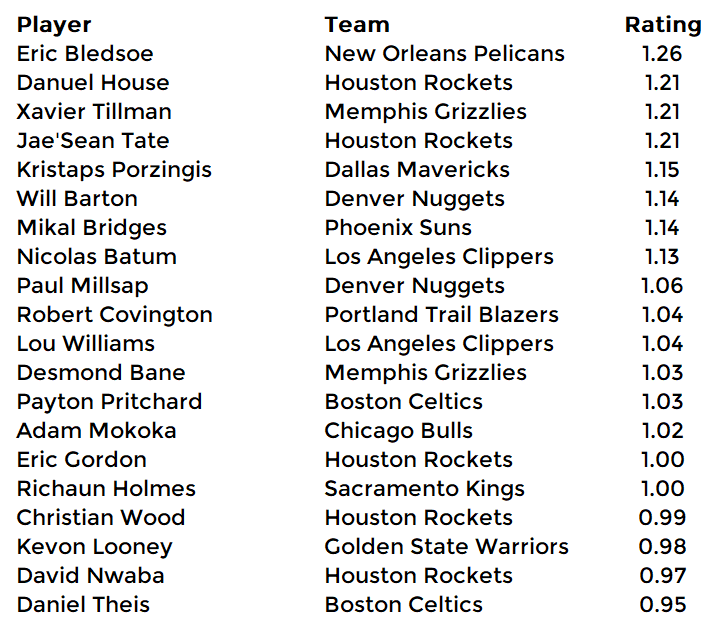 Player Team Rating
Eric Bledsoe New Orleans Pelicans 1.26
Danuel House Houston Rockets 1.21
Xavier Tillman Memphis Grizzlies 1.21
Jae'Sean Tate Houston Rockets 1.21
Kristaps Porzingis Dallas Mavericks 1.15
Will Barton Denver Nuggets 1.14
Mikal Bridges Phoenix Suns 1.14
Nicolas Batum Los Angeles Clippers 1.13
Paul Millsap Denver Nuggets 1.06
Robert Covington Portland Trail Blazers 1.04
Lou Williams Los Angeles Clippers 1.04
Desmond Bane Memphis Grizzlies 1.03
Payton Pritchard Boston Celtics 1.03
Adam Mokoka Chicago Bulls 1.02
Eric Gordon Houston Rockets 1.00
Richaun Holmes Sacramento Kings 1.00
Christian Wood Houston Rockets 0.99
Kevon Looney Golden State Warriors 0.98
David Nwaba Houston Rockets 0.97
Daniel Theis Boston Celtics 0.95